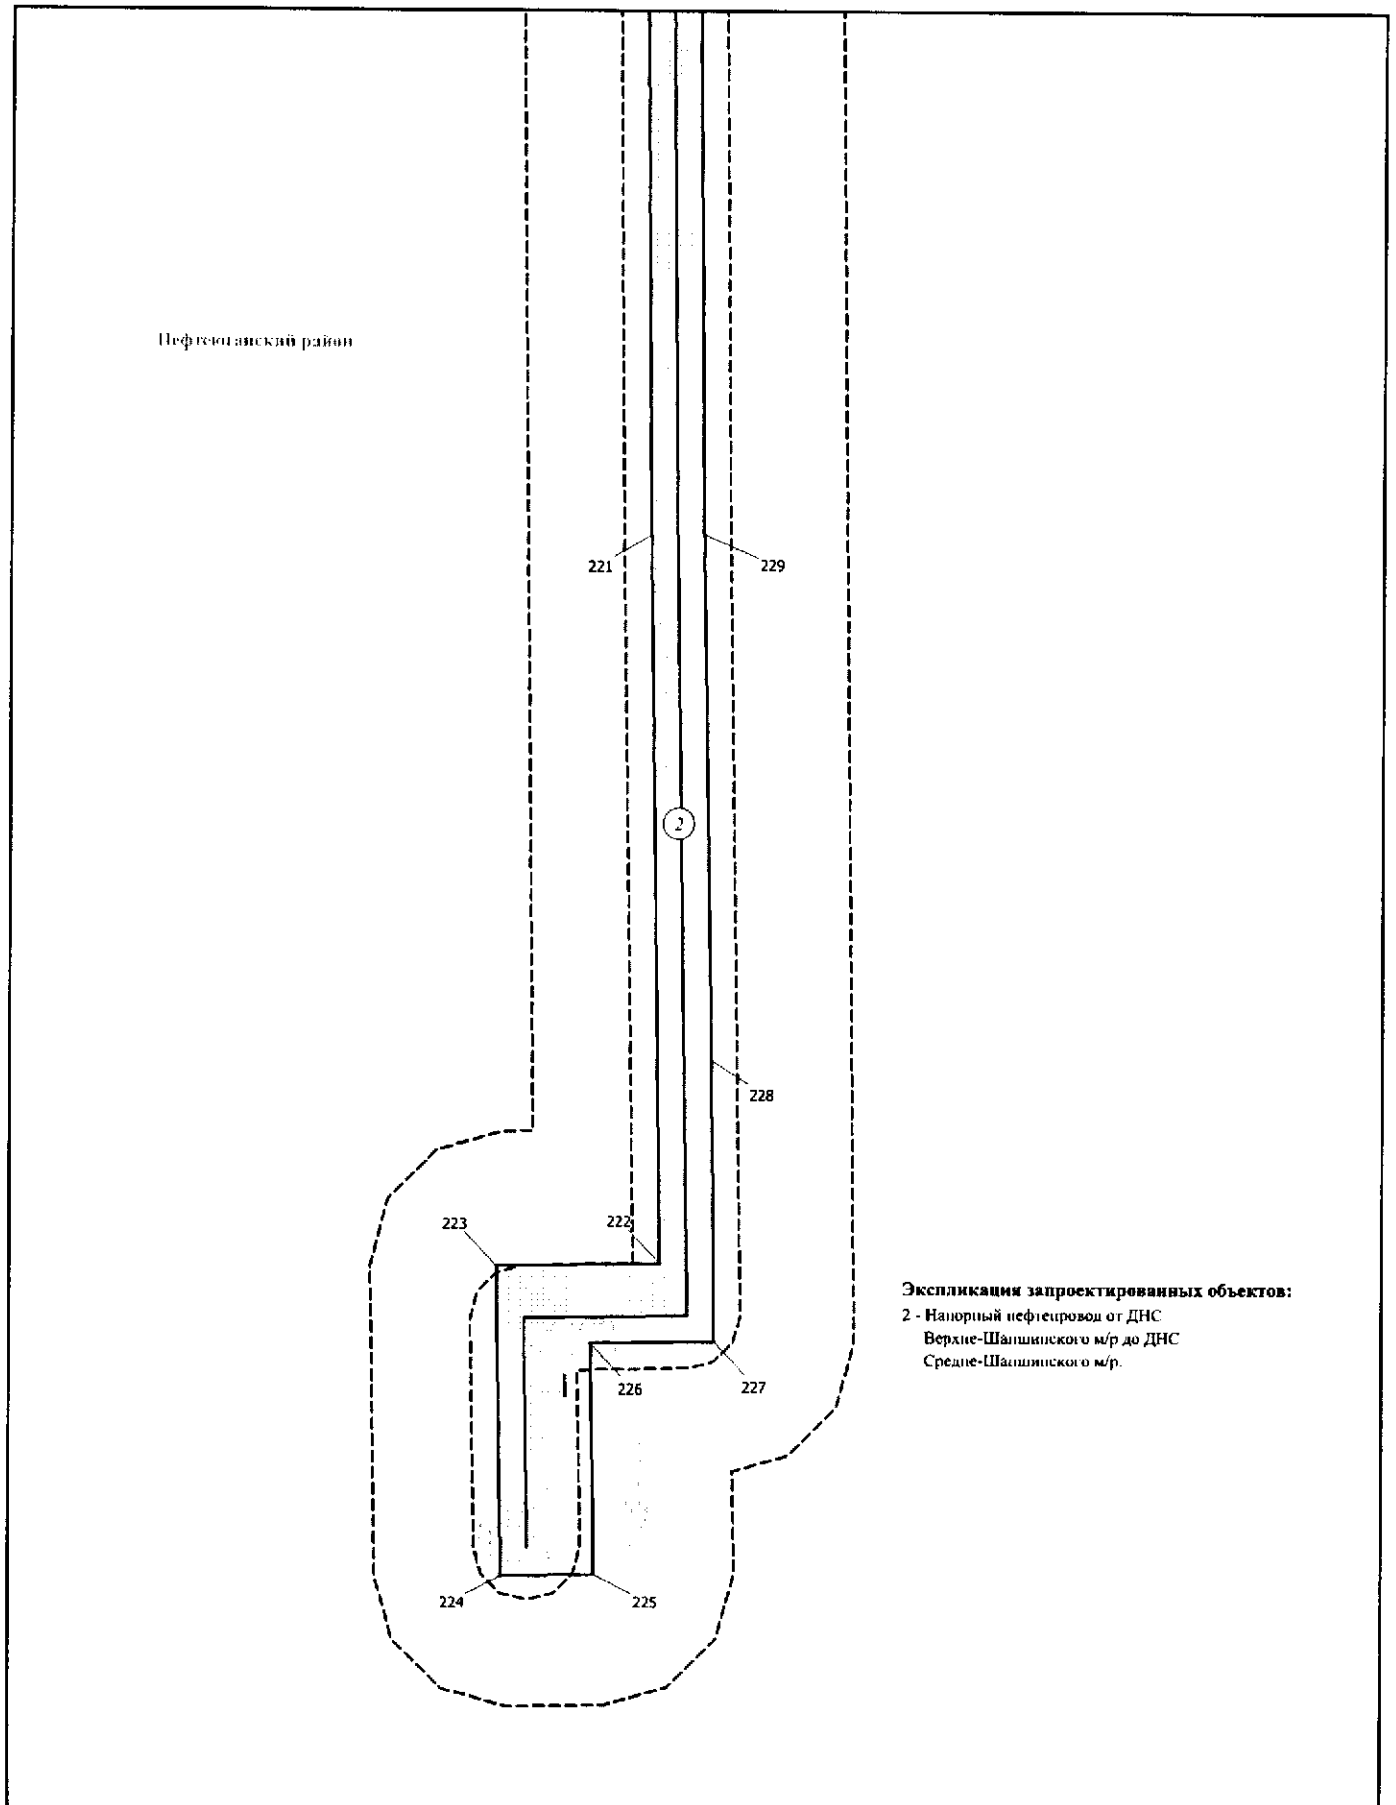 Нефтеюганский район
221
229
2
228
223
222
Экспликация запроектированных объектов:
2 - Напорный нефтепровод от ДНС
Верхне-Шапшинского м/р до ДНС
Средне-Шапшинского м/р.
226
227
224
225